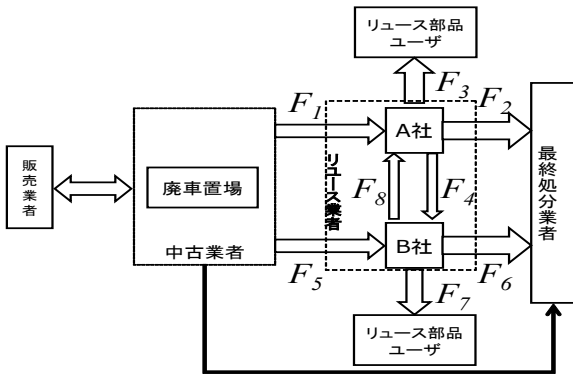 リュース部品
ユーザ
F3
F1
F2
A社
販売業者
廃車置場
リユース業者
F8
F4
最終処分業者
中古業者
B社
F5
F6
F7
リュース部品
ユーザ